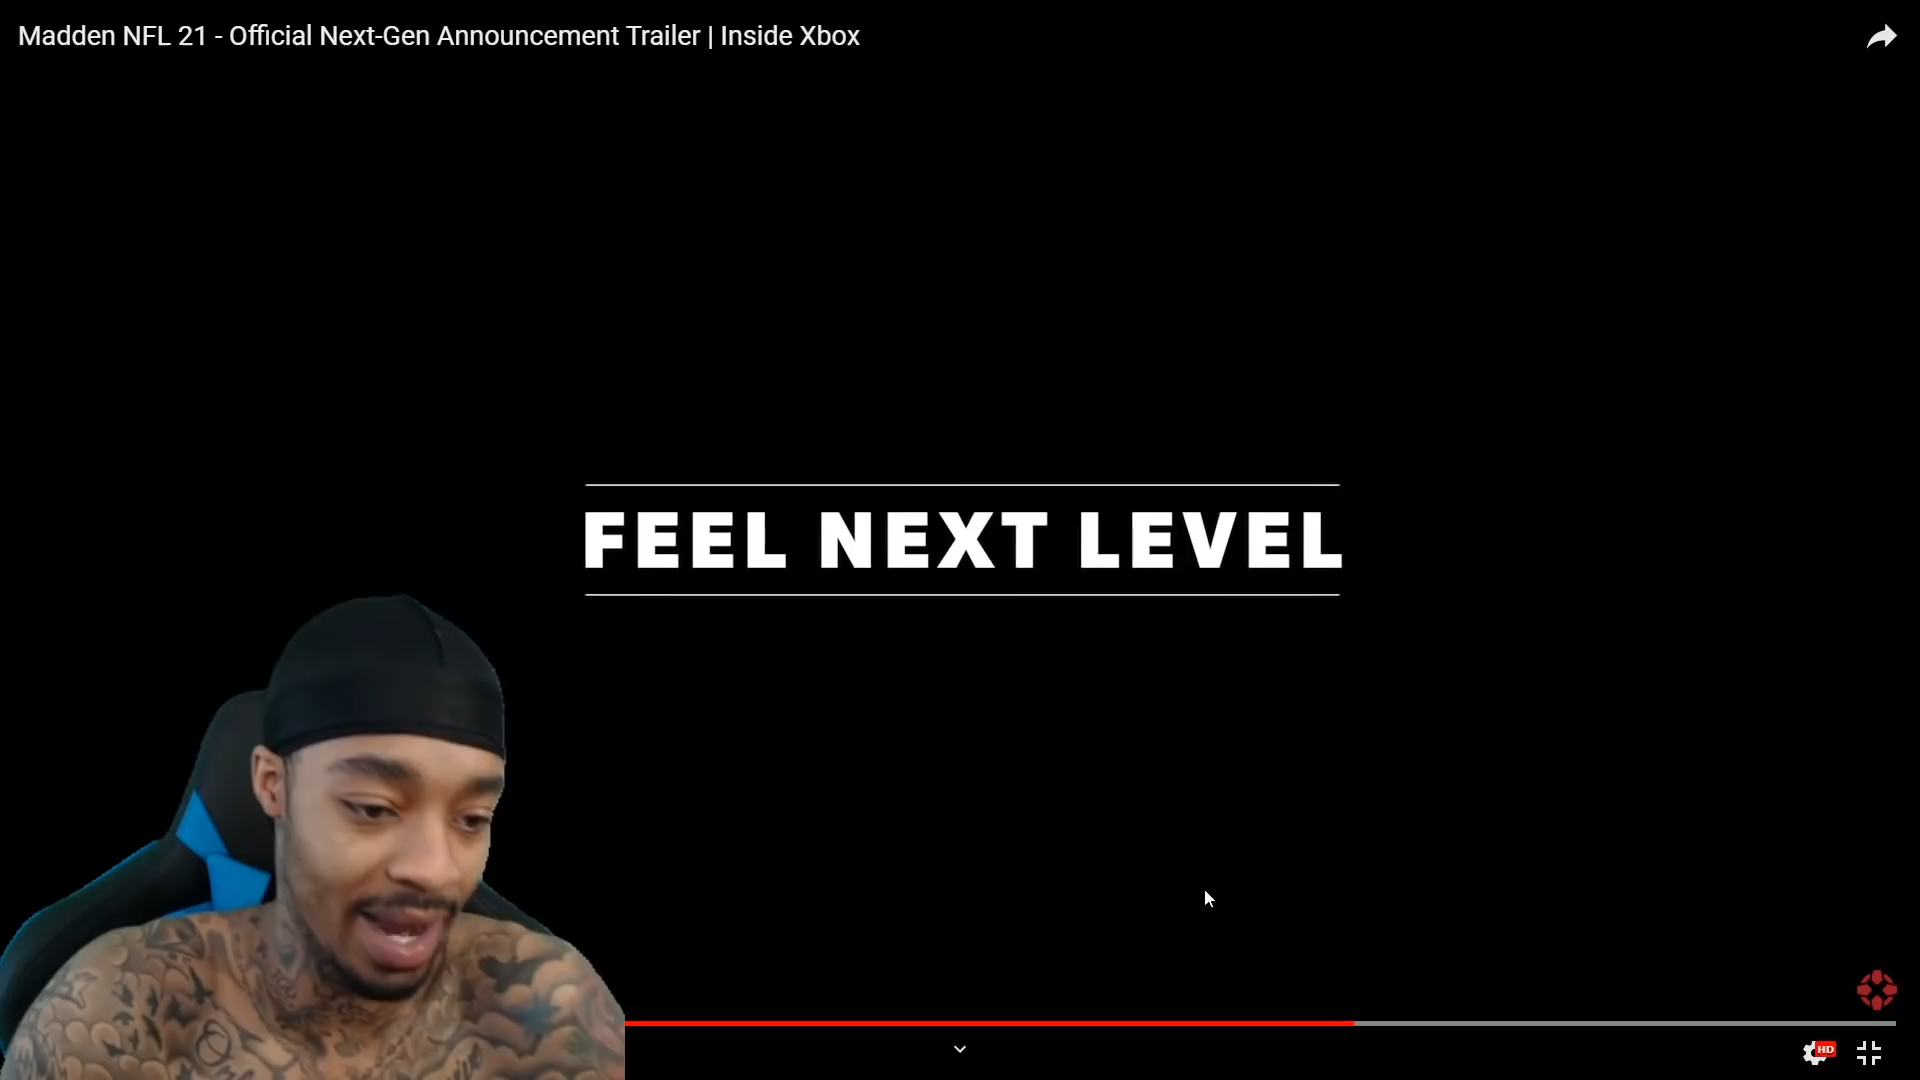 Madden NFL 21 - Official Next-Gen Announcement Trailer | Inside Xbox
FEEL NEXT LEVEL
HD